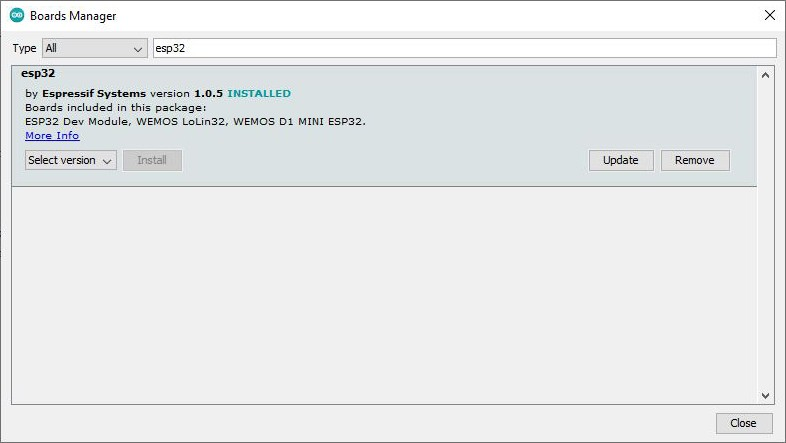 Boards Manager
Type All esp32
esp32
by Espressif Systems version 1.0.5 INSTALLED
Boards included in this package:
ESP32 Dev Module, WEMOS LoLin32, WEMOS D1 MINI ESP32.
More Info
Select version Install Update Remove
Close